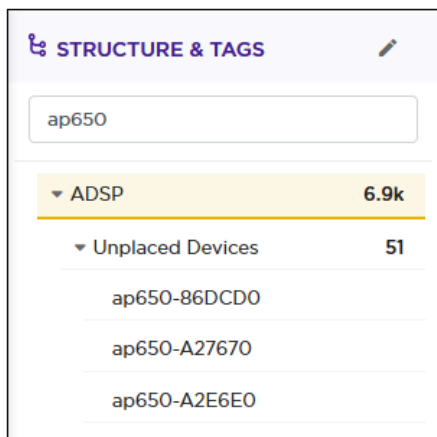 STRUCTURE & TAGS
ap650
ADSP 6.9k
Unplaced Devices 51
ap650-86DCD0
ap650-A27670
ap650-A2E6E0